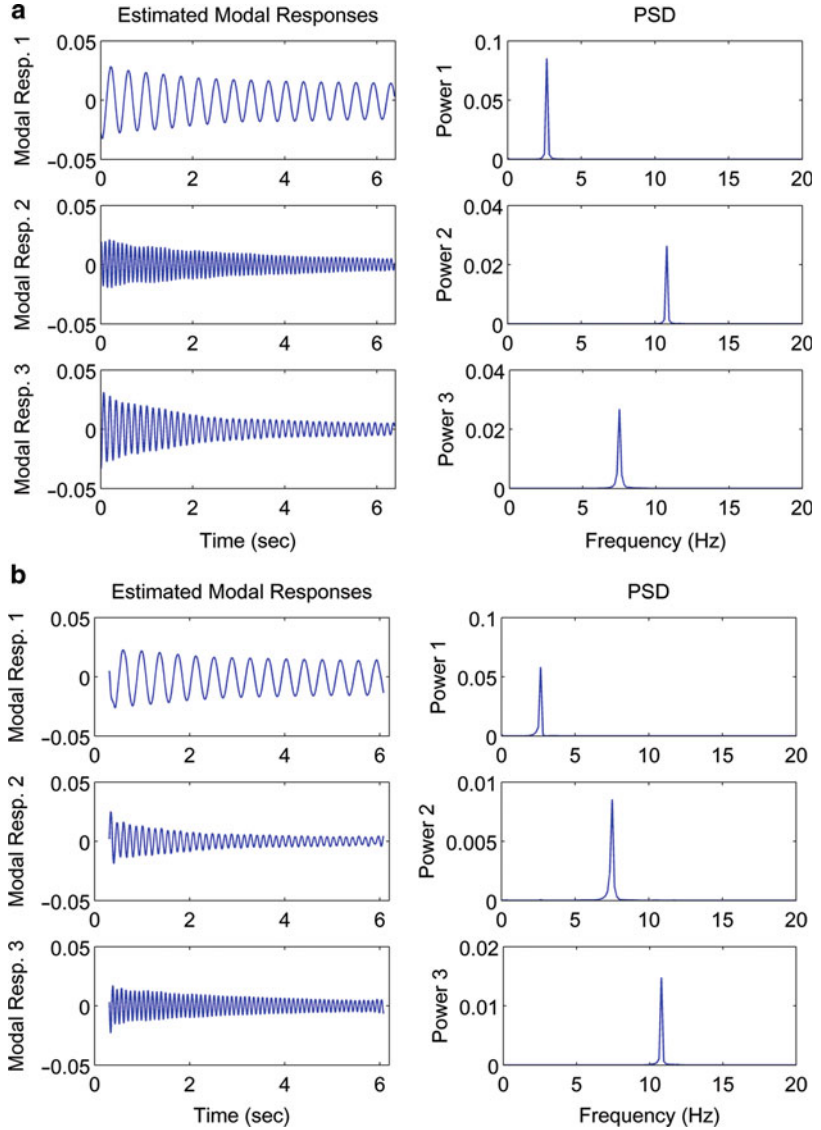 a
Estimated Modal Responses
PSD
Modal Resp. 1
0.05
0
−0.05
0 2 4 6
Power 1
0.1
0.05
0
0 5 10 15 20
Modal Resp. 2
0.05
0
−0.05
0 2 4 6
Power 2
0.04
0.02
0
0 5 10 15 20
Modal Resp. 3
0.05
0
−0.05
0 2 4 6
Time (sec)
Power 3
0.04
0.02
0
0 5 10 15 20
Frequency (Hz)
b
Estimated Modal Responses
PSD
Modal Resp. 1
0.05
0
−0.05
0 2 4 6
Power 1
0.1
0.05
0
0 5 10 15 20
Modal Resp. 2
0.05
0
−0.05
0 2 4 6
Power 2
0.01
0.005
0
0 5 10 15 20
Modal Resp. 3
0.05
0
−0.05
0 2 4 6
Time (sec)
Power 3
0.02
0.01
0
0 5 10 15 20
Frequency (Hz)